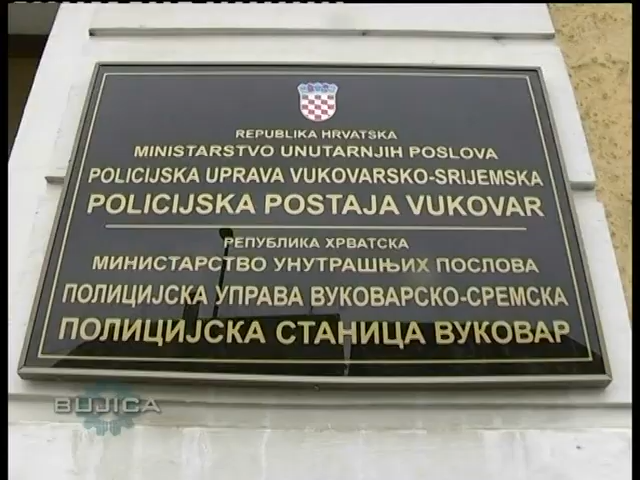 REPUBLIKA HRVATSKA
MINISTARSTVO UNUTARNJIH POSLOVA
POLICIJSKA UPRAVA VUKOVARSKO-SRIJEMSKA
POLICIJSKA POSTAJA VUKOVAR
РЕПУБЛИКА ХРВАТСКА
МИНИСТАРСТВО УНУТРАШЊИХ ПОСЛОВА
ПОЛИЦИЈСКА УПРАВА ВУКОВАРСКО-СРЕМСКА
ПОЛИЦИЈСКА СТАНИЦА ВУКОВАР
BUJICA